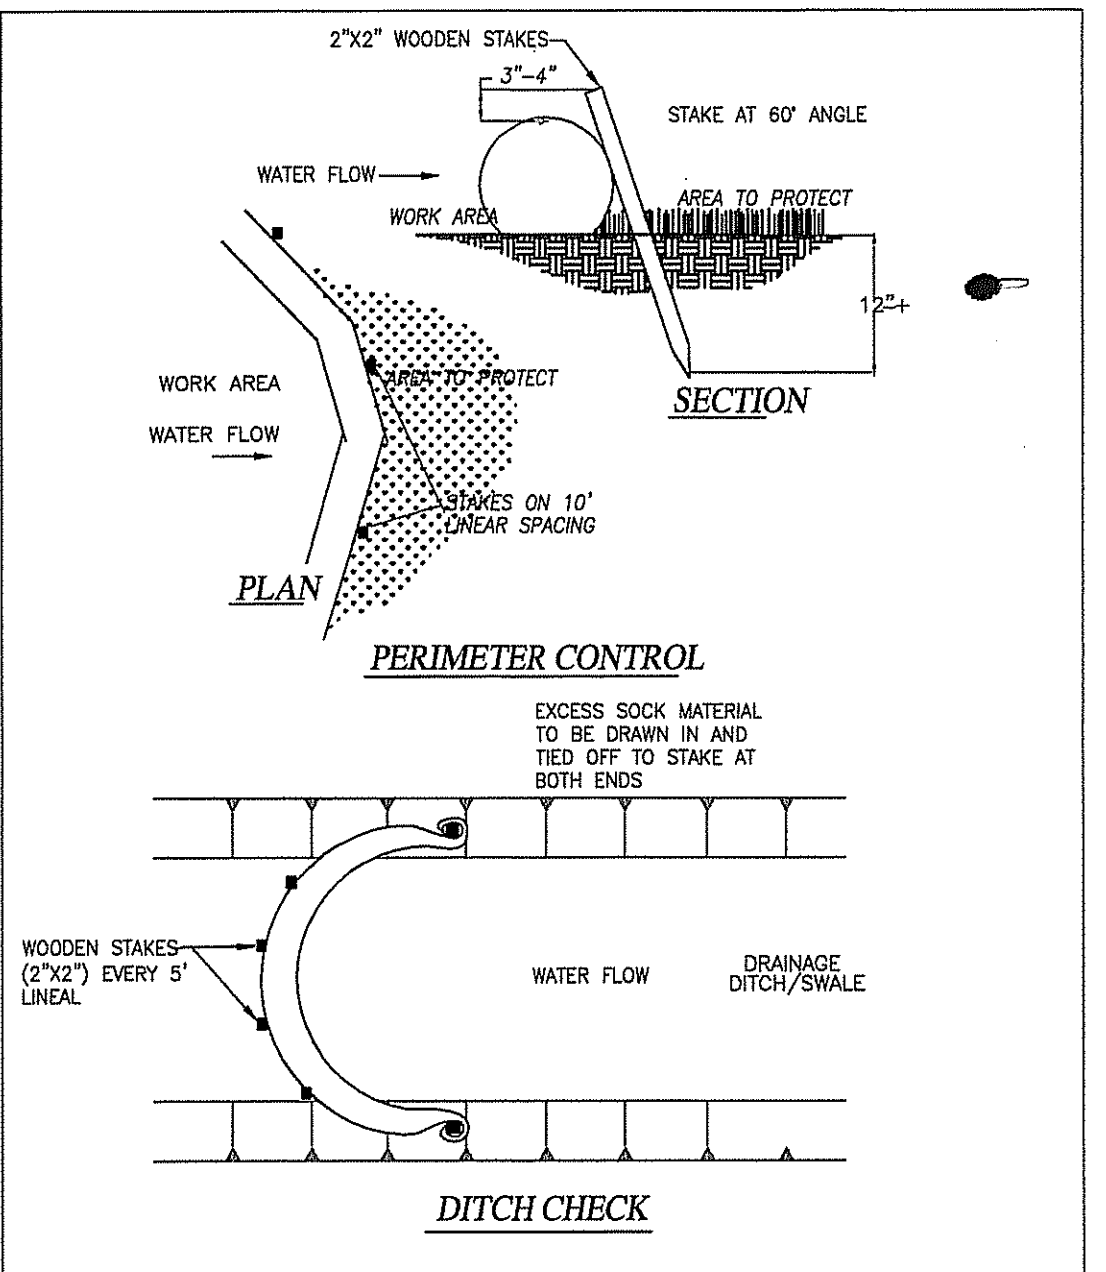 2"X2" WOODEN STAKES
3"-4"
STAKE AT 60° ANGLE
WATER FLOW
AREA TO PROTECT
WORK AREA
12"+
SECTION
WORK AREA
AREA TO PROTECT
WATER FLOW
STAKES ON 10'
LINEAR SPACING
PLAN
PERIMETER CONTROL
EXCESS SOCK MATERIAL
TO BE DRAWN IN AND
TIED OFF TO STAKE AT
BOTH ENDS
WOODEN STAKES
(2"X2") EVERY 5'
LINEAL
WATER FLOW
DRAINAGE
DITCH/SWALE
DITCH CHECK